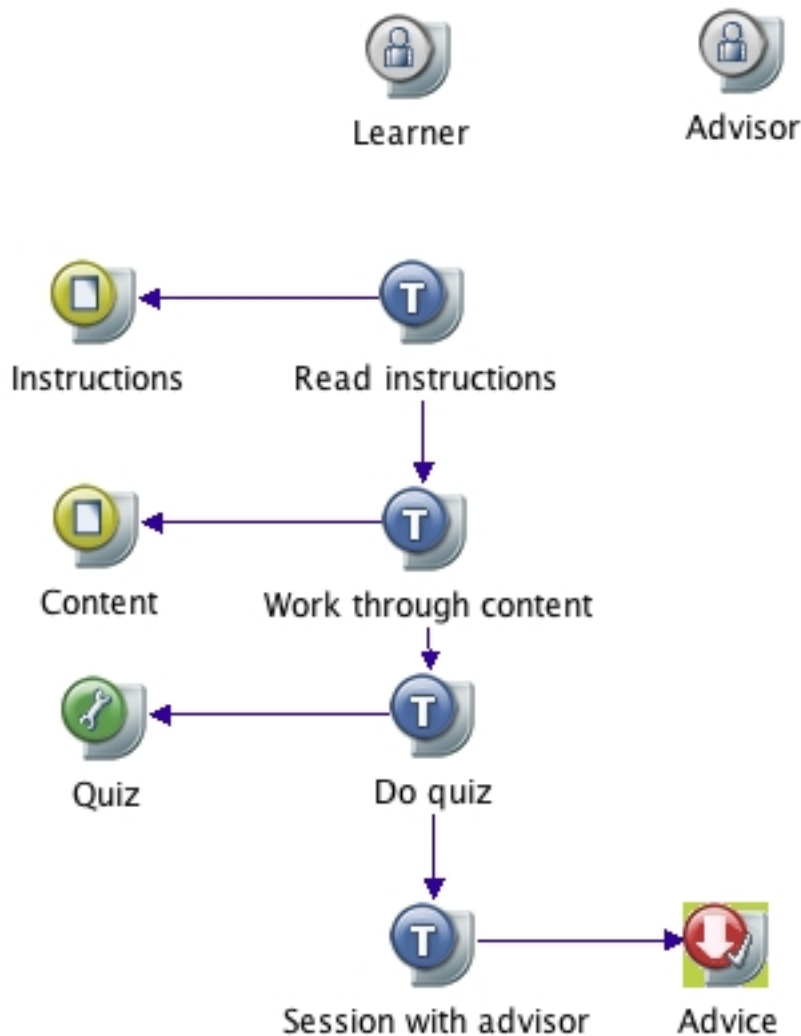 Learner
Advisor
T
Instructions
Read instructions
T
Content
Work through content
T
Quiz
Do quiz
T
Session with advisor
Advice